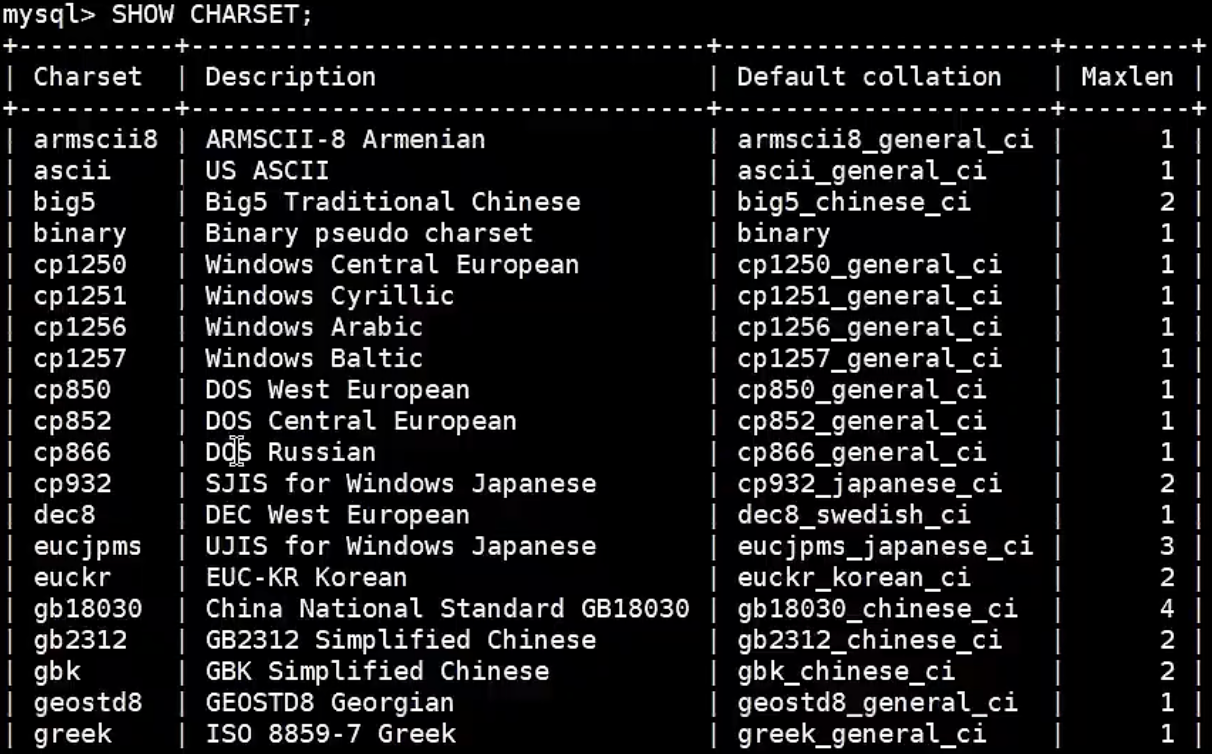 mysql> SHOW CHARSET;
+----------+---------------------------------+---------------------+--------+
| Charset  | Description                     | Default collation   | Maxlen |
+----------+---------------------------------+---------------------+--------+
| armscii8 | ARMSCII-8 Armenian              | armscii8_general_ci |      1 |
| ascii    | US ASCII                        | ascii_general_ci    |      1 |
| big5     | Big5 Traditional Chinese        | big5_chinese_ci     |      2 |
| binary   | Binary pseudo charset           | binary              |      1 |
| cp1250   | Windows Central European        | cp1250_general_ci   |      1 |
| cp1251   | Windows Cyrillic                | cp1251_general_ci   |      1 |
| cp1256   | Windows Arabic                  | cp1256_general_ci   |      1 |
| cp1257   | Windows Baltic                  | cp1257_general_ci   |      1 |
| cp850    | DOS West European               | cp850_general_ci    |      1 |
| cp852    | DOS Central European            | cp852_general_ci    |      1 |
| cp866    | DOS Russian                     | cp866_general_ci    |      1 |
| cp932    | SJIS for Windows Japanese       | cp932_japanese_ci   |      2 |
| dec8     | DEC West European               | dec8_swedish_ci     |      1 |
| eucjpms  | UJIS for Windows Japanese       | eucjpms_japanese_ci |      3 |
| euckr    | EUC-KR Korean                   | euckr_korean_ci     |      2 |
| gb18030  | China National Standard GB18030 | gb18030_chinese_ci  |      4 |
| gb2312   | GB2312 Simplified Chinese       | gb2312_chinese_ci   |      2 |
| gbk      | GBK Simplified Chinese          | gbk_chinese_ci      |      2 |
| geostd8  | GEOSTD8 Georgian                | geostd8_general_ci  |      1 |
| greek    | ISO 8859-7 Greek                | greek_general_ci    |      1 |